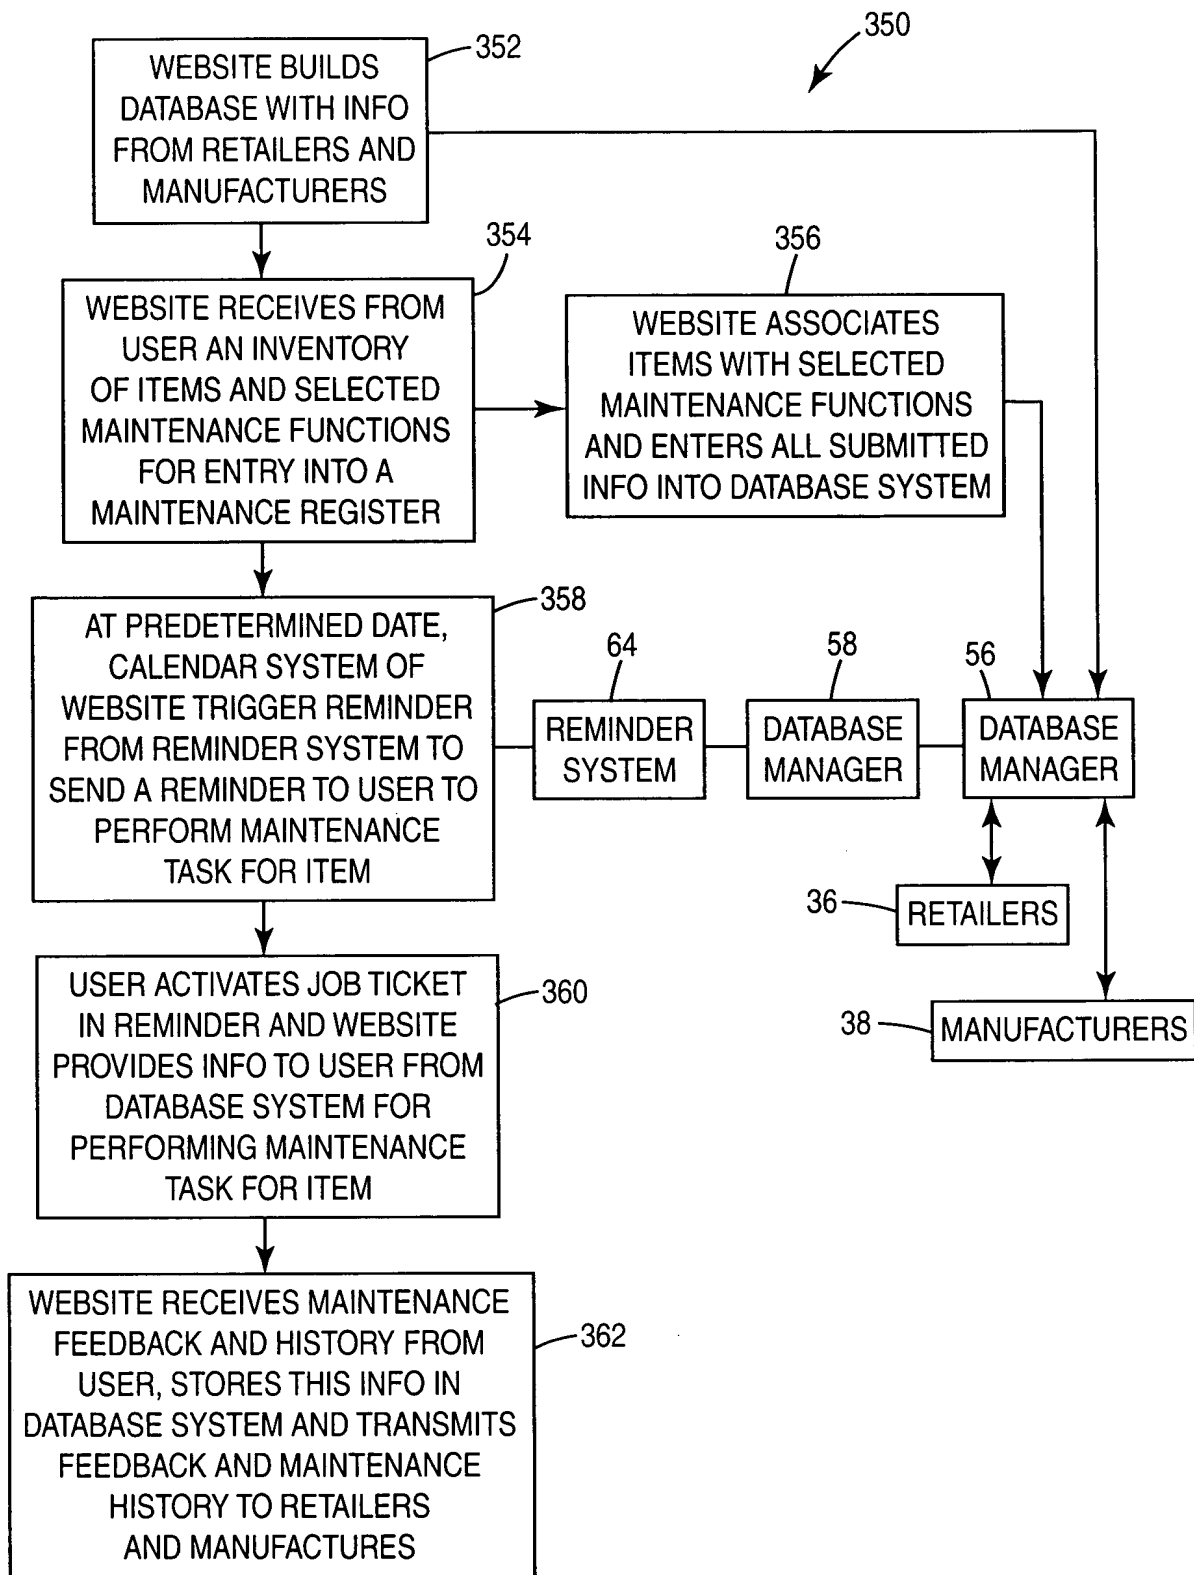 350
352
WEBSITE BUILDS
DATABASE WITH INFO
FROM RETAILERS AND
MANUFACTURERS
354
WEBSITE RECEIVES FROM
USER AN INVENTORY
OF ITEMS AND SELECTED
MAINTENANCE FUNCTIONS
FOR ENTRY INTO A
MAINTENANCE REGISTER
356
WEBSITE ASSOCIATES
ITEMS WITH SELECTED
MAINTENANCE FUNCTIONS
AND ENTERS ALL SUBMITTED
INFO INTO DATABASE SYSTEM
358
AT PREDETERMINED DATE,
CALENDAR SYSTEM OF
WEBSITE TRIGGER REMINDER
FROM REMINDER SYSTEM TO
SEND A REMINDER TO USER TO
PERFORM MAINTENANCE
TASK FOR ITEM
64
REMINDER
SYSTEM
58
DATABASE
MANAGER
56
DATABASE
MANAGER
36
RETAILERS
38
MANUFACTURERS
360
USER ACTIVATES JOB TICKET
IN REMINDER AND WEBSITE
PROVIDES INFO TO USER FROM
DATABASE SYSTEM FOR
PERFORMING MAINTENANCE
TASK FOR ITEM
362
WEBSITE RECEIVES MAINTENANCE
FEEDBACK AND HISTORY FROM
USER, STORES THIS INFO IN
DATABASE SYSTEM AND TRANSMITS
FEEDBACK AND MAINTENANCE
HISTORY TO RETAILERS
AND MANUFACTURES